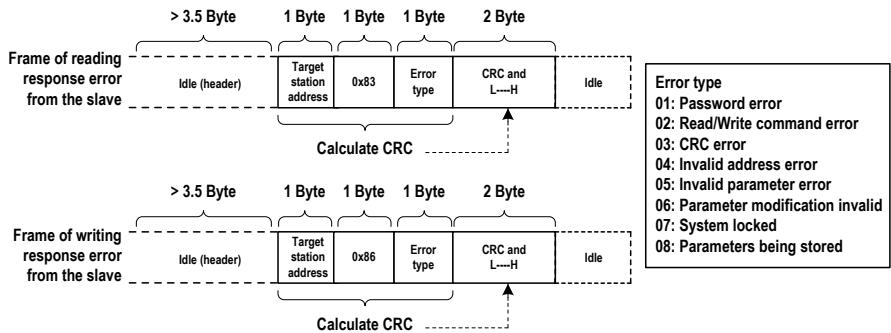 > 3.5 Byte 1 Byte 1 Byte 1 Byte 2 Byte
Frame of reading
response error
from the slave
Idle (header)
Target
station
address
0x83
Error
type
CRC and
L----H
Idle
Calculate CRC
> 3.5 Byte 1 Byte 1 Byte 1 Byte 2 Byte
Frame of writing
response error
from the slave
Idle (header)
Target
station
address
0x86
Error
type
CRC and
L----H
Idle
Calculate CRC
Error type
01: Password error
02: Read/Write command error
03: CRC error
04: Invalid address error
05: Invalid parameter error
06: Parameter modification invalid
07: System locked
08: Parameters being stored